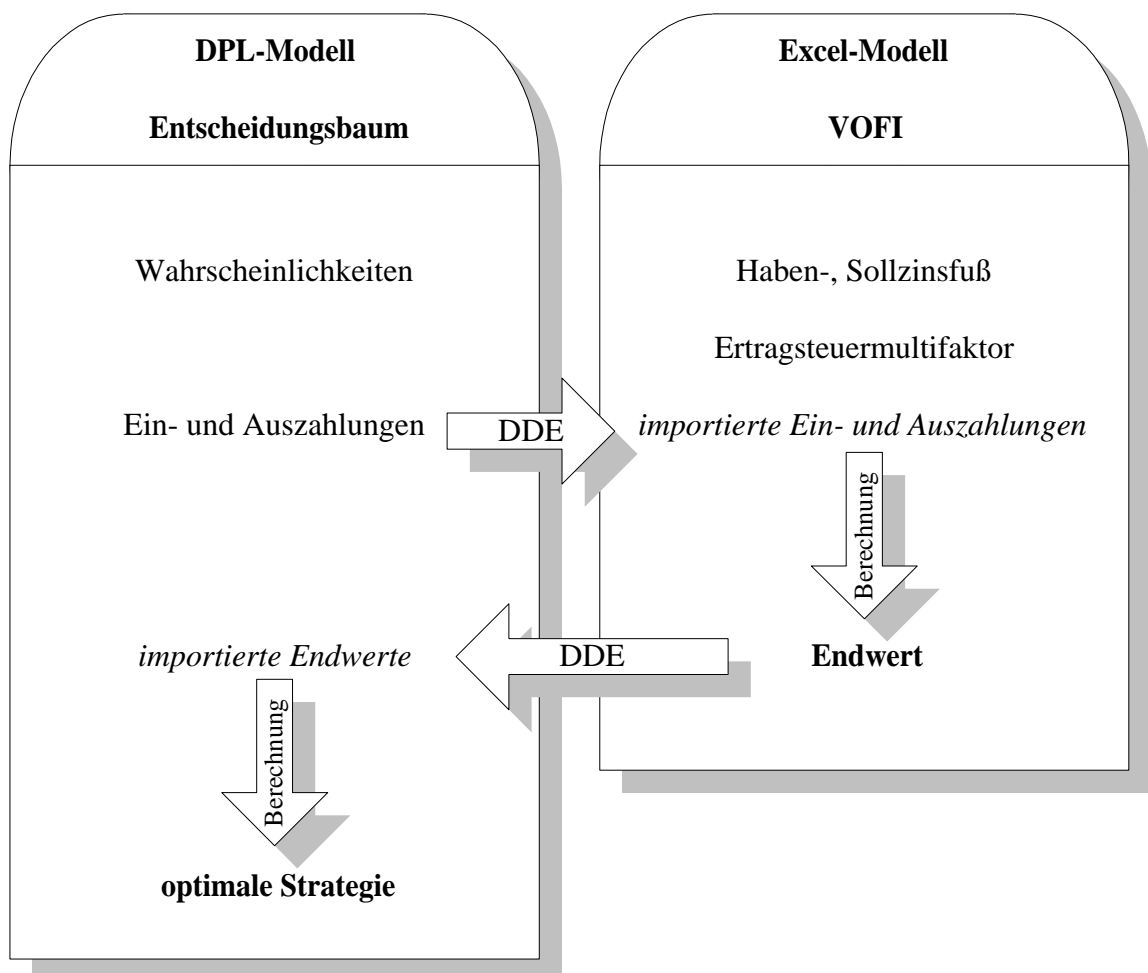 DPL-Modell
Entscheidungsbaum
Wahrscheinlichkeiten
Ein- und Auszahlungen
DDE
importierte Endwerte
Berechnung
optimale Strategie
Excel-Modell
VOFI
Haben-, Sollzinsfuß
Ertragsteuermultifaktor
importierte Ein- und Auszahlungen
Berechnung
DDE
Endwert